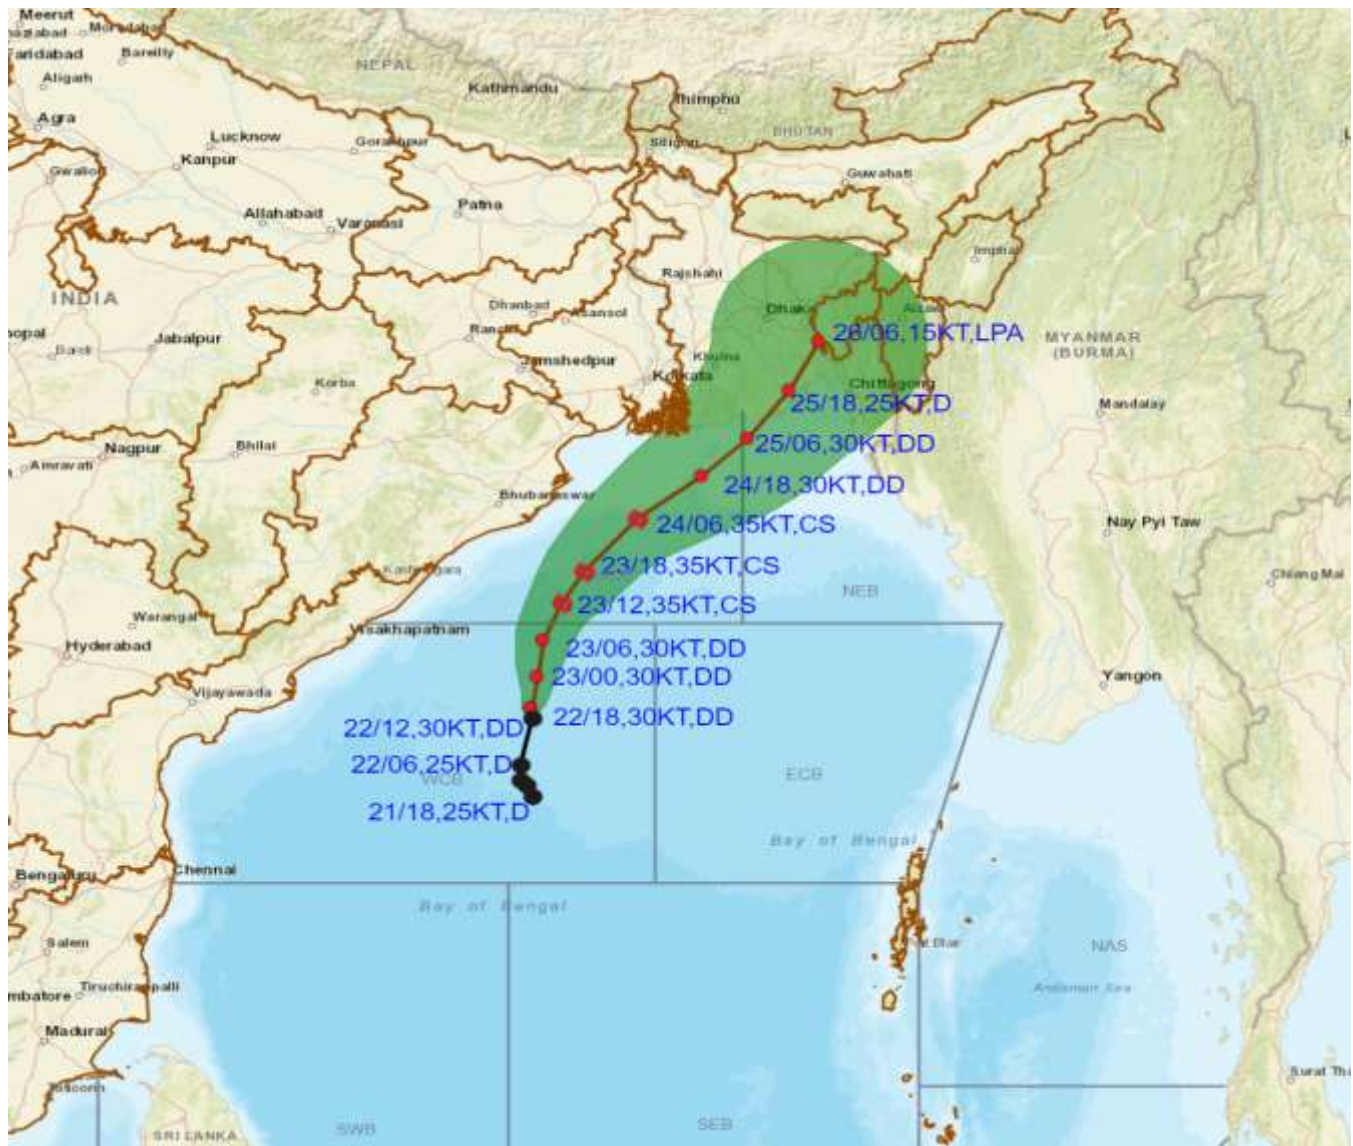 Meerut
Moradabad
Bareilly
Aligarh
NEPAL
Kathmandu
Thimphu
BHUTAN
Agra
Lucknow
Gorakhpur
Siliguri
Kanpur
Gwalior
Guwahati
Allahabad
Varanasi
Patna
Imphal
Rajshahi
INDIA
Dhanbad
Asansol
Dhaka
Ranchi
26/06,15KT,LPA
MYANMAR
(BURMA)
Jabalpur
Jamshedpur
Khulna
Korba
Kolkata
Chittagong
25/18,25KT,D
Mandalay
Nagpur
Bhilai
25/06,30KT,DD
Amravati
24/18,30KT,DD
Bhubaneswar
24/06,35KT,CS
Nay Pyi Taw
23/18,35KT,CS
Chiang Mai
NEB
23/12,35KT,CS
Warangal
Visakhapatnam
Hyderabad
23/06,30KT,DD
23/00,30KT,DD
Yangon
Vijayawada
22/18,30KT,DD
22/12,30KT,DD
22/06,25KT,D
WCB
ECB
21/18,25KT,D
Bay of Bengal
Chennai
Bengaluru
Bay of Bengal
Salem
NAS
Andaman Sea
Tiruchirappalli
mbatore
Madurai
Surat Tha
SRI LANKA
SWB
SEB